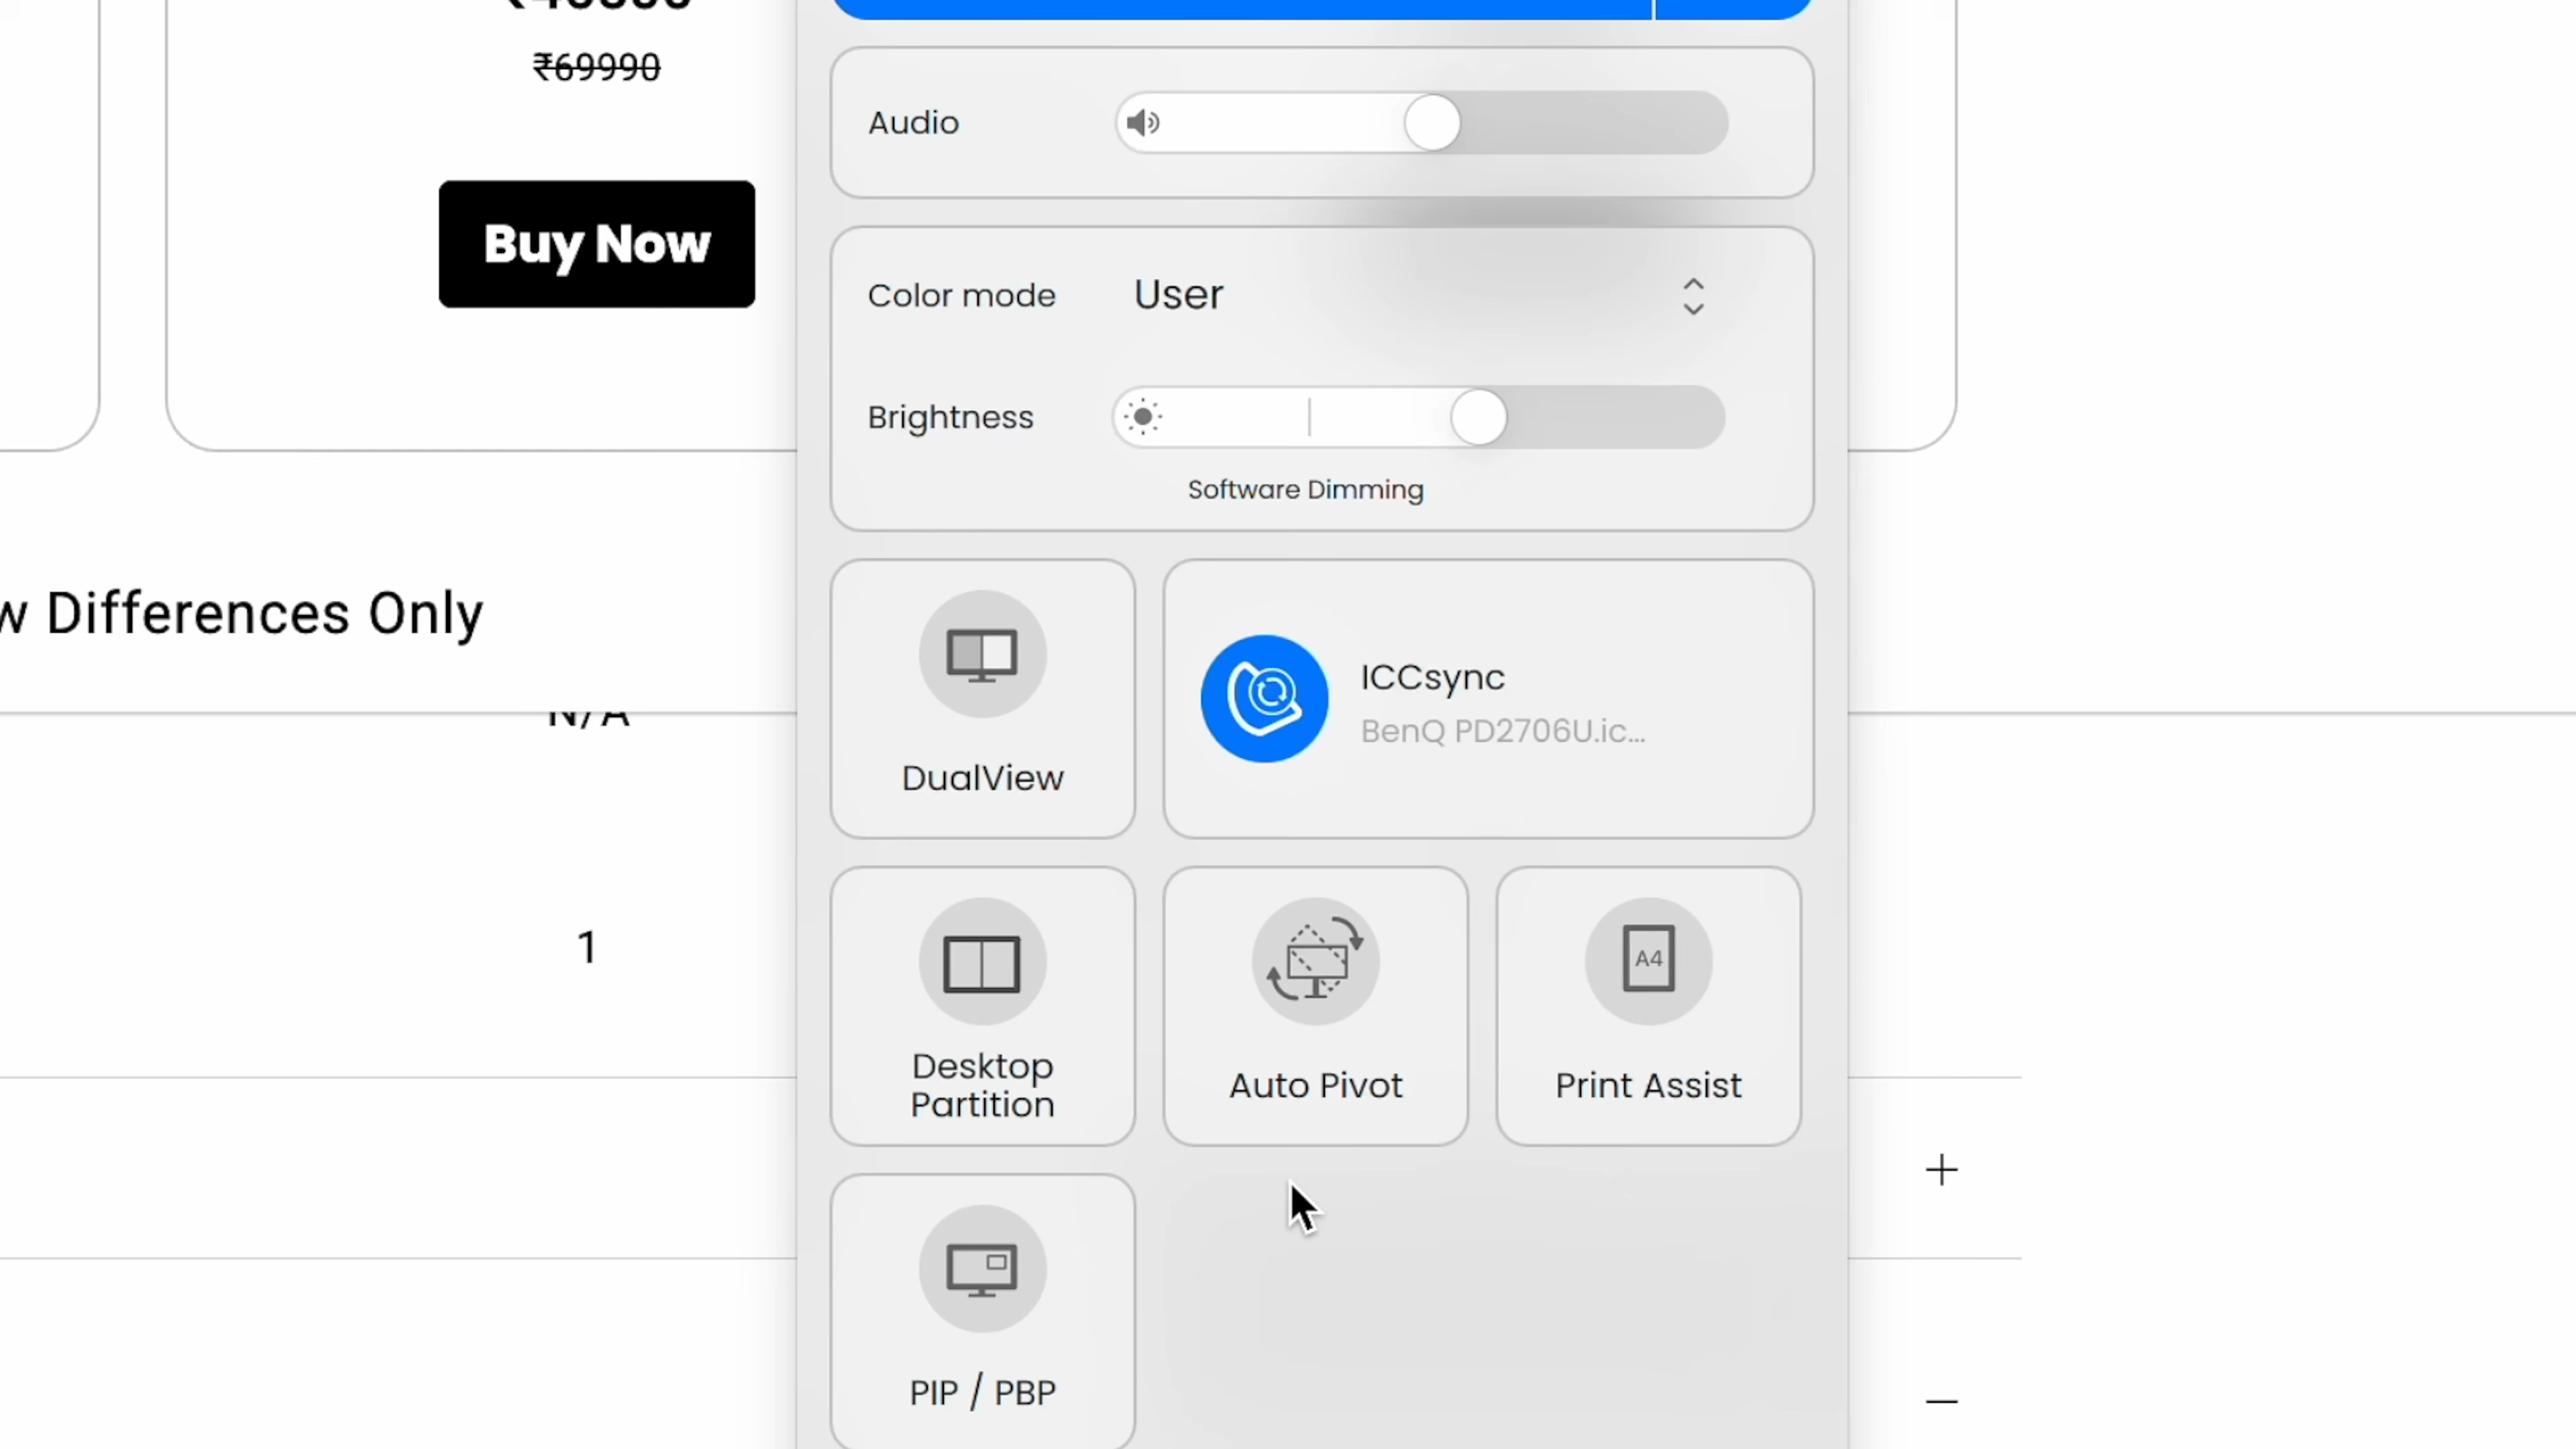 ₹69990
Buy Now
w Differences Only
N/A
1
Audio
Color mode User
Brightness
Software Dimming
DualView
ICCsync
BenQ PD2706U.ic...
Desktop
Partition
Auto Pivot
A4
Print Assist
PIP / PBP